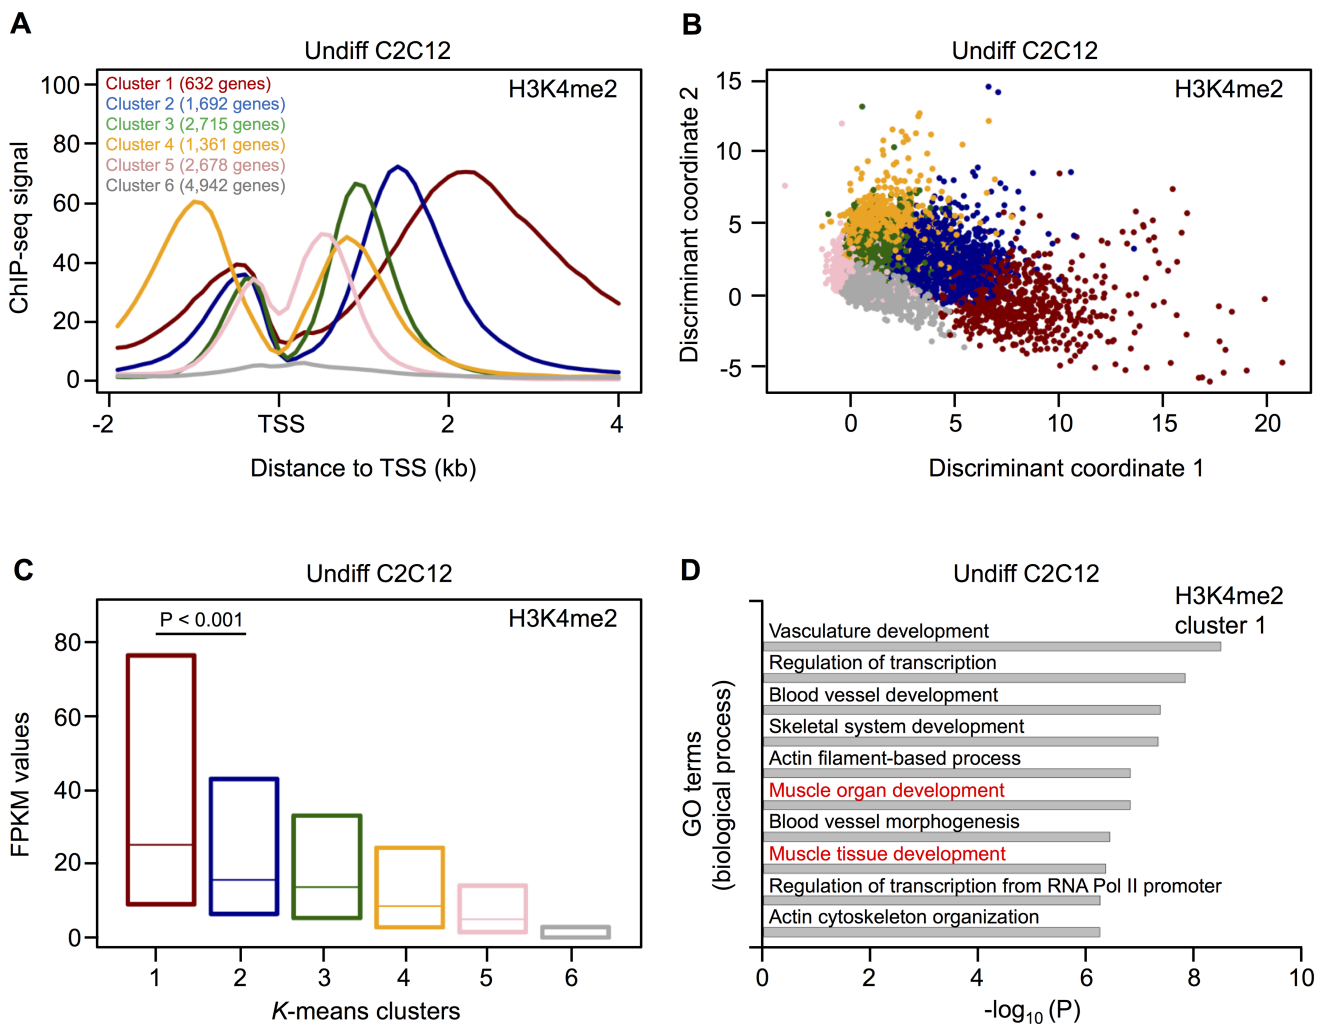 A
Undiff C2C12
H3K4me2
Cluster 1 (632 genes)
Cluster 2 (1,692 genes)
Cluster 3 (2,715 genes)
Cluster 4 (1,361 genes)
Cluster 5 (2,678 genes)
Cluster 6 (4,942 genes)
ChIP-seq signal
100
80
60
40
20
0
-2
TSS
2
4
Distance to TSS (kb)
B
Undiff C2C12
H3K4me2
Discriminant coordinate 2
15
10
5
0
-5
0
5
10
15
20
Discriminant coordinate 1
C
Undiff C2C12
H3K4me2
P < 0.001
FPKM values
80
60
40
20
0
1
2
3
4
5
6
K-means clusters
D
Undiff C2C12
H3K4me2
cluster 1
GO terms
(biological process)
Vasculature development
Regulation of transcription
Blood vessel development
Skeletal system development
Actin filament-based process
Muscle organ development
Blood vessel morphogenesis
Muscle tissue development
Regulation of transcription from RNA Pol II promoter
Actin cytoskeleton organization
0
2
4
6
8
10
-log10 (P)